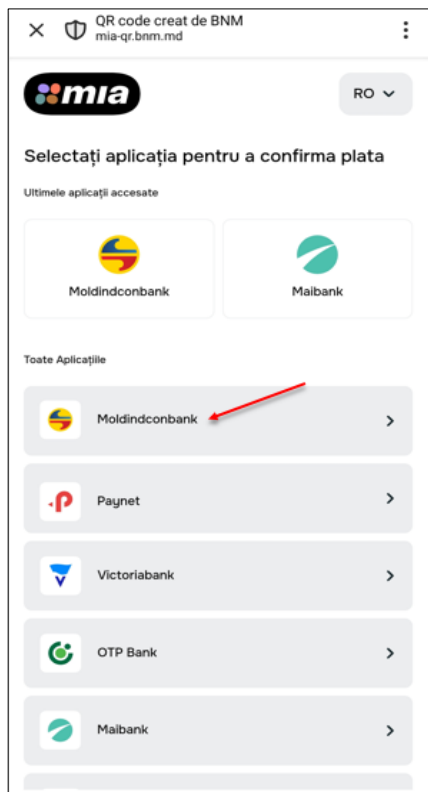 QR code creat de BNM
mia-qr.bnm.md
mia
RO
Selectați aplicația pentru a confirma plata
Ultimele aplicații accesate
Moldindconbank
Maibank
Toate Aplicațiile
Moldindconbank
Paynet
Victoriabank
OTP Bank
Maibank